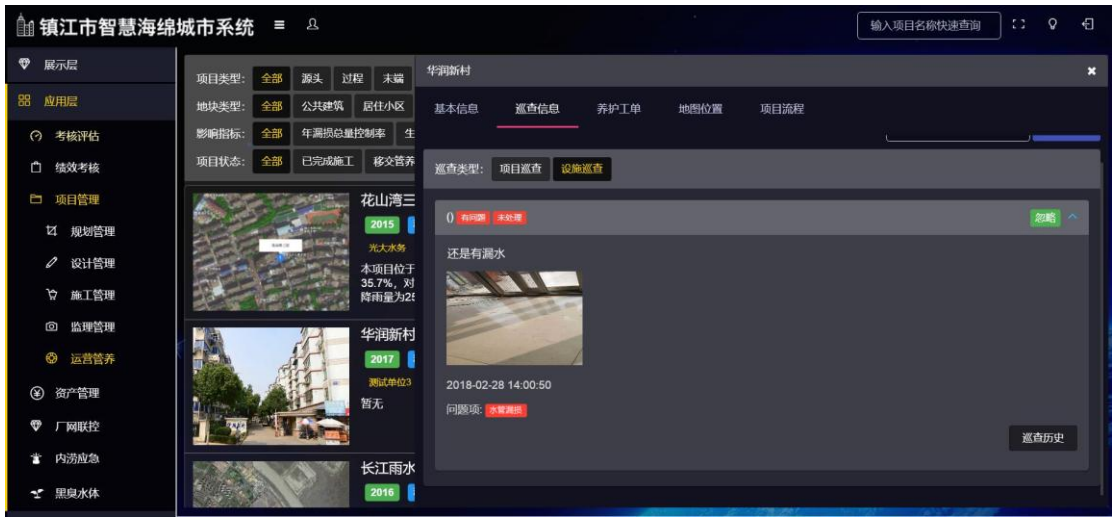 镇江市智慧海绵城市系统
输入项目名称快速查询
展示层
应用层
考核评估
绩效考核
项目管理
规划管理
设计管理
施工管理
监理管理
运营管养
资产管理
厂网联控
内涝应急
黑臭水体
项目类型: 全部 源头 过程 末端
地块类型: 全部 公共建筑 居住小区
影响指标: 全部 年漏损总量控制率 生
项目状态: 全部 已完成施工 移交管养
花山湾三
2015
光大水务
本项目位于
35.7%，对
降雨量为25
华润新村
2017
测试单位3
暂无
长江雨水
2016
华润新村
基本信息 巡查信息 养护工单 地图位置 项目流程
巡查类型: 项目巡查 设施巡查
() 有问题 未处理 忽略
还是有漏水
2018-02-28 14:00:50
问题项: 水管漏损
巡查历史